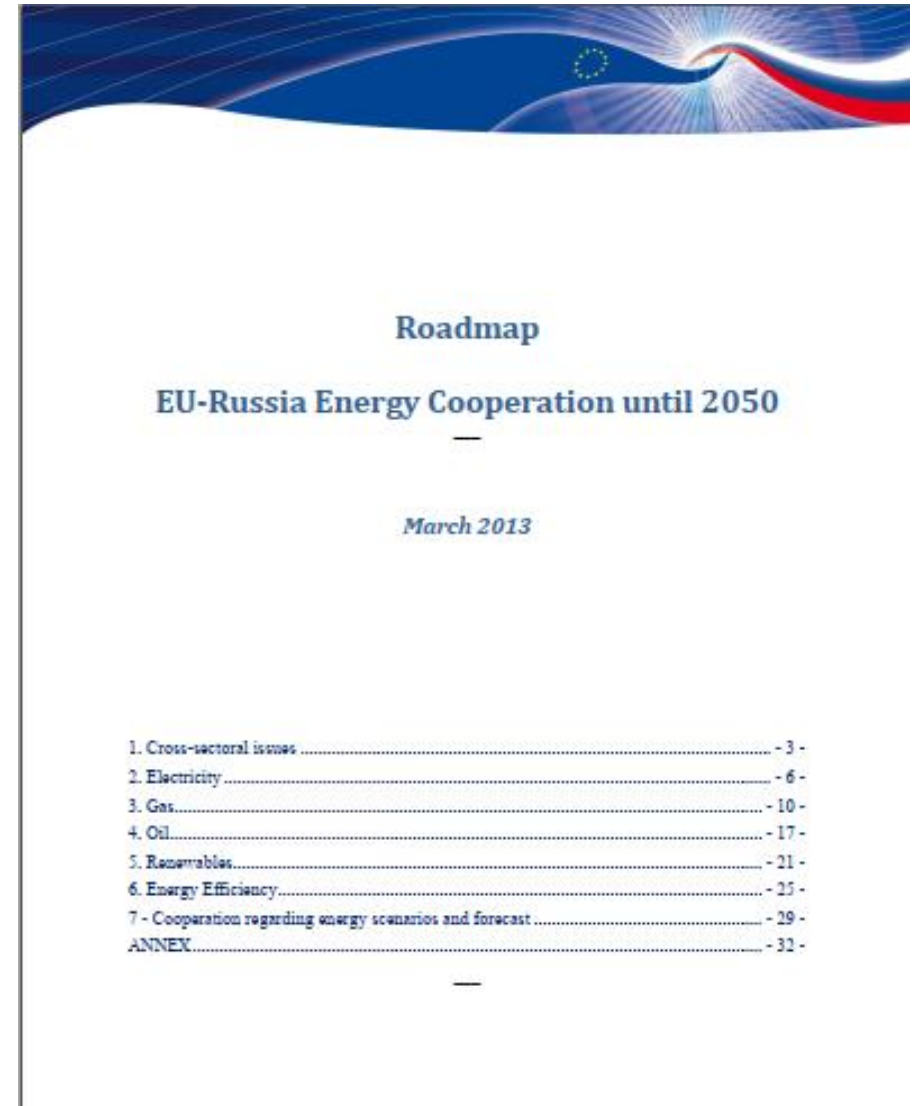 Roadmap
EU-Russia Energy Cooperation until 2050
March 2013
1. Cross-sectoral issues ........................................ - 3 -
2. Electricity ........................................ - 6 -
3. Gas ........................................ - 10 -
4. Oil ........................................ - 17 -
5. Renewables ........................................ - 21 -
6. Energy Efficiency ........................................ - 25 -
7 - Cooperation regarding energy scenarios and forecast ........................................ - 29 -
ANNEX ........................................ - 32 -